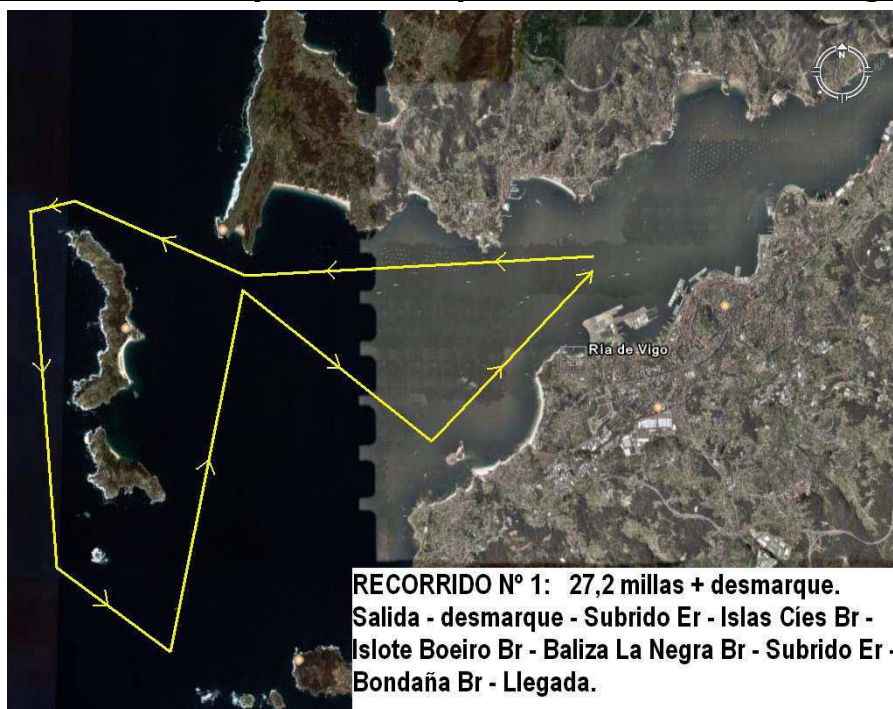 N
Ria de Vigo
RECORRIDO Nº 1: 27,2 millas + desmarque.
Salida - desmarque - Subrido Er - Islas Cíes Br -
Islote Boeiro Br - Baliza La Negra Br - Subrido Er -
Bondaña Br - Llegada.